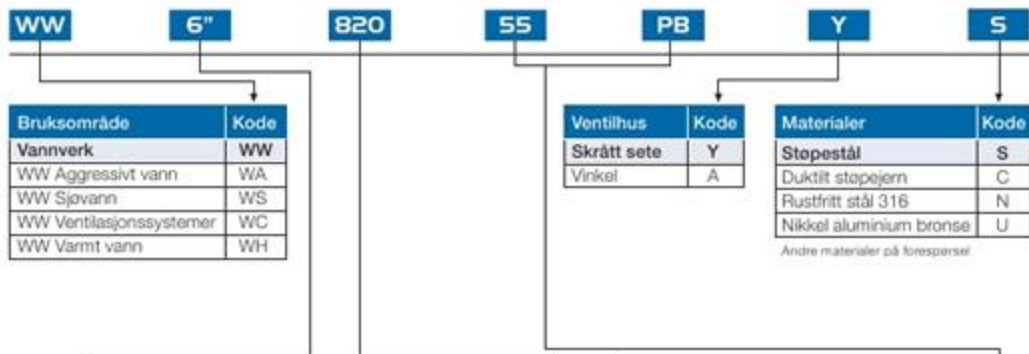 WW 6" 820 55 PB Y S
Bruksområde Kode
Vannverk WW
WW Aggressivt vann WA
WW Sjøvann WS
WW Ventilasjonssystemer WC
WW Varmt vann WH
Ventilhus Kode
Skrått sete Y
Vinkel A
Materialer Kode
Støpestål S
Duktilt støpejern C
Rustfritt stål 316 N
Nikkel aluminium bronse U
Andre materialer på forespørsel